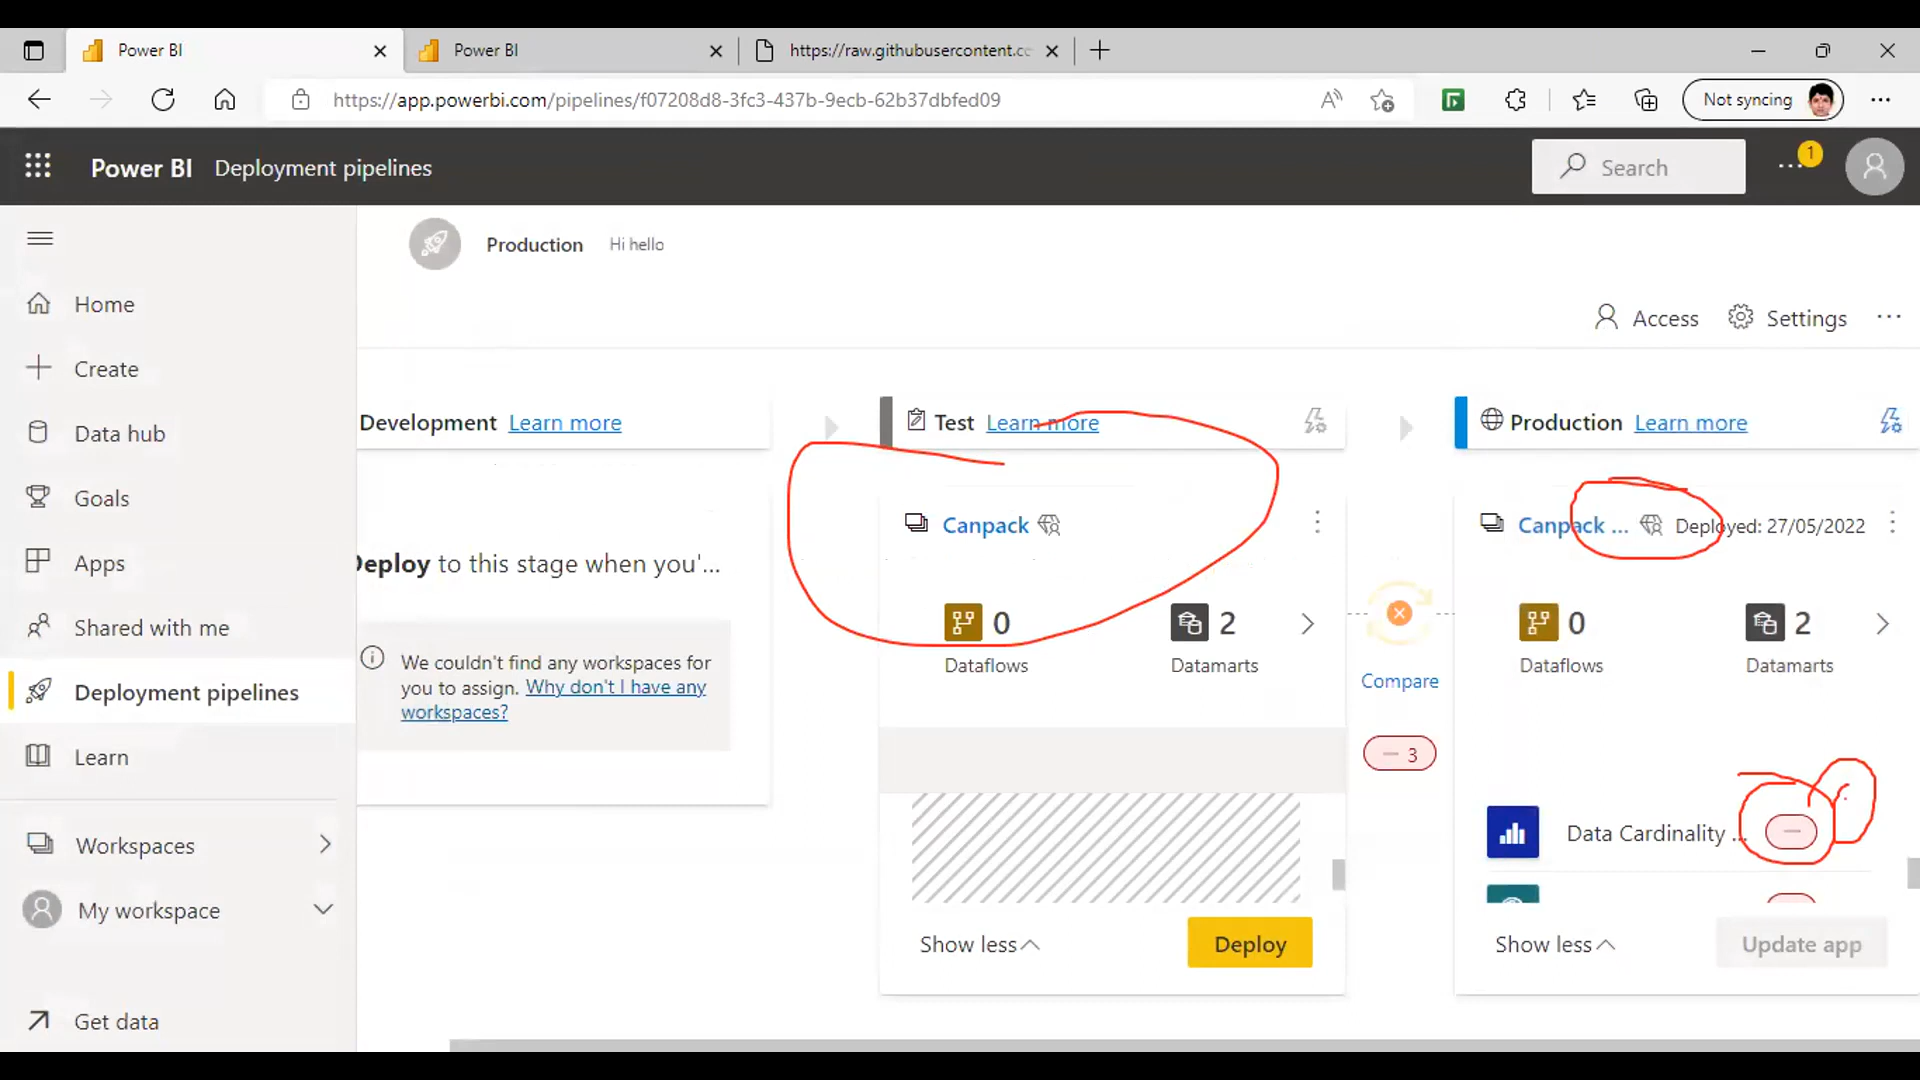 Power BI
Power BI
https://raw.githubusercontent.cc
https://app.powerbi.com/pipelines/f07208d8-3fc3-437b-9ecb-62b37dbfed09
Not syncing
Power BI Deployment pipelines
Search
1
Production Hi hello
Home
Access Settings
Create
Development Learn more
Test Learn more
Production Learn more
Data hub
Goals
Canpack
Canpack ... Deployed: 27/05/2022
Apps
Deploy to this stage when you'...
Shared with me
0
2
0
2
We couldn't find any workspaces for
you to assign. Why don't I have any
workspaces?
Dataflows
Datamarts
Compare
Dataflows
Datamarts
Deployment pipelines
Learn
3
Workspaces
Data Cardinality ...
My workspace
Show less
Deploy
Show less
Update app
Get data